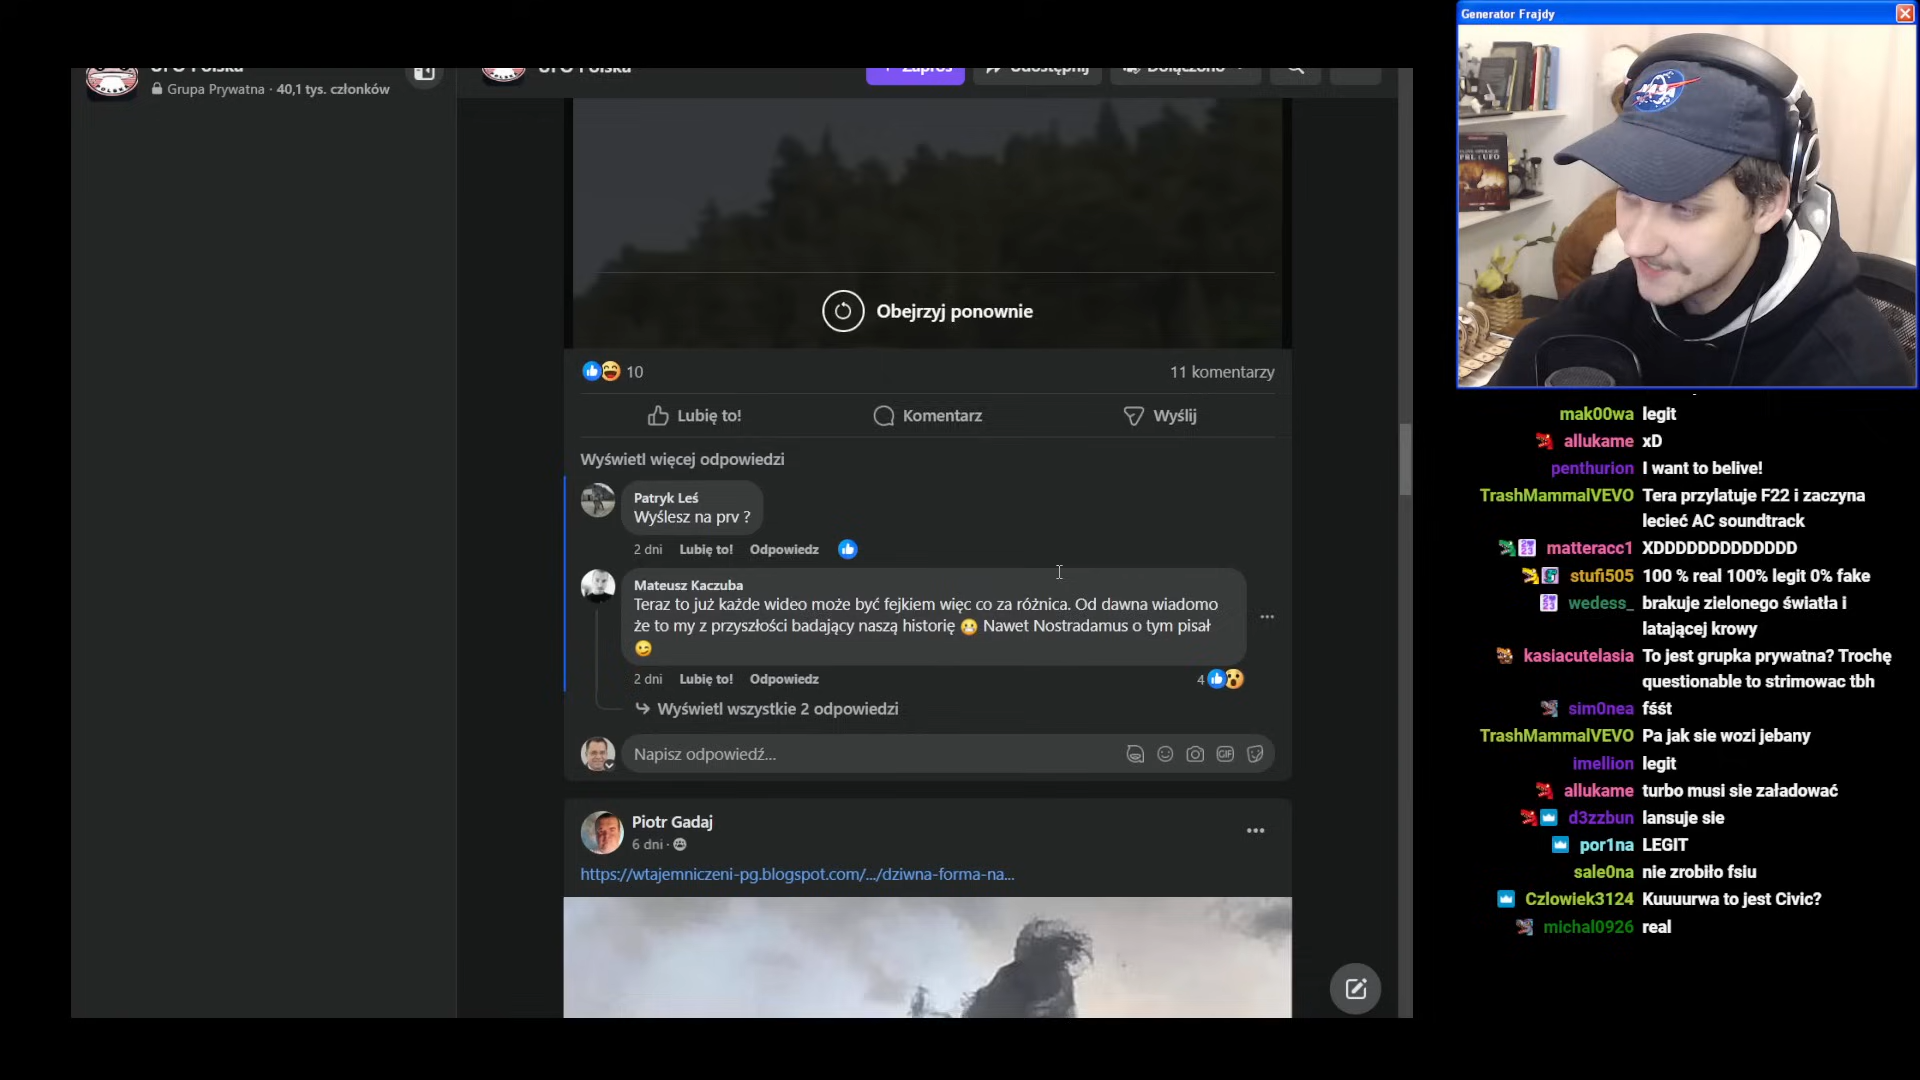 Grupa Prywatna · 40,1 tys. członków
Obejrzyj ponownie
10
11 komentarzy
Lubię to!
Komentarz
Wyślij
Wyświetl więcej odpowiedzi
Patryk Leś
Wyślesz na prv ?
2 dni Lubię to! Odpowiedz
Mateusz Kaczuba
Teraz to już każde wideo może być fejkiem więc co za różnica. Od dawna wiadomo
że to my z przyszłości badający naszą historię 😬 Nawet Nostradamus o tym pisał
😉
2 dni Lubię to! Odpowiedz
4
Wyświetl wszystkie 2 odpowiedzi
Napisz odpowiedź...
GIF
Piotr Gadaj
6 dni ·
https://wtajemniczeni-pg.blogspot.com/.../dziwna-forma-na...
Generator Frajdy
NASA
mak00wa legit
allukame xD
penthurion I want to belive!
TrashMammalVEVO Tera przylatuje F22 i zaczyna
lecieć AC soundtrack
matteracc1 XDDDDDDDDDDDDD
stufi505 100 % real 100% legit 0% fake
wedess_ brakuje zielonego światła i
latającej krowy
kasiacutelasia To jest grupka prywatna? Trochę
questionable to strimowac tbh
sim0nea fśśt
TrashMammalVEVO Pa jak sie wozi jebany
imellion legit
allukame turbo musi sie załadować
d3zzbun lansuje sie
por1na LEGIT
sale0na nie zrobiło fsiu
Czlowiek3124 Kuuuurwa to jest Civic?
michal0926 real